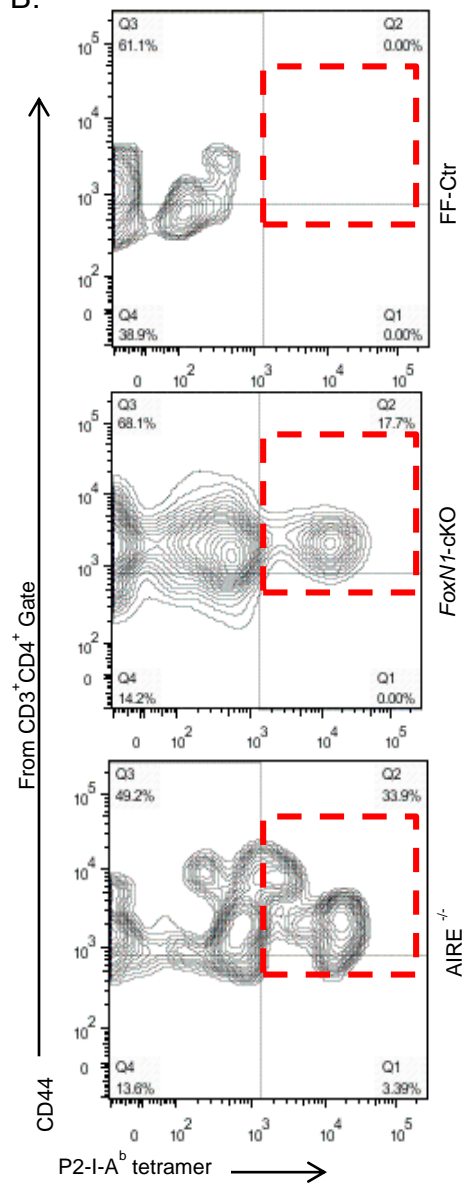 B.
Q3
61.1%
Q2
0.00%
10^5
10^4
10^3
10^2
0
Q4
38.9%
Q1
0.00%
0 10^2 10^3 10^4 10^5
FF-Ctr
Q3
68.1%
Q2
17.7%
10^5
10^4
10^3
10^2
0
Q4
14.2%
Q1
0.00%
0 10^2 10^3 10^4 10^5
FoxN1-cKO
Q3
49.2%
Q2
33.9%
10^5
10^4
10^3
10^2
0
Q4
13.6%
Q1
3.39%
0 10^2 10^3 10^4 10^5
AIRE^-/-
From CD3^+CD4^+ Gate
CD44
P2-I-A^b tetramer